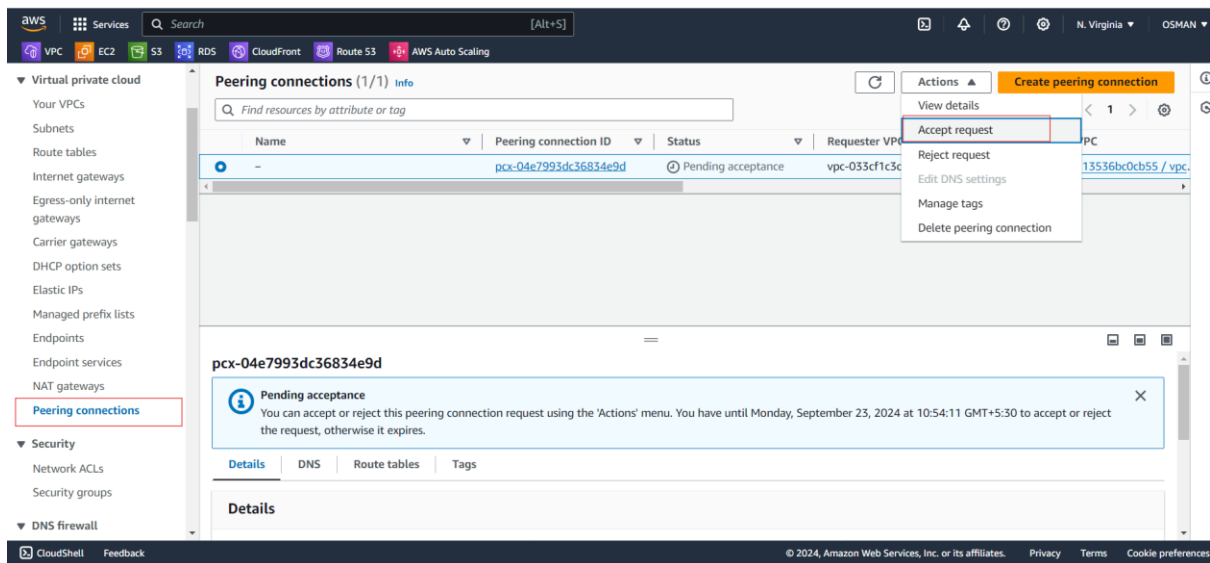 aws Services Search [Alt+S] N. Virginia OSMAN
VPC EC2 S3 RDS CloudFront Route 53 AWS Auto Scaling
Virtual private cloud
Your VPCs
Subnets
Route tables
Internet gateways
Egress-only internet
gateways
Carrier gateways
DHCP option sets
Elastic IPs
Managed prefix lists
Endpoints
Endpoint services
NAT gateways
Peering connections
Security
Network ACLs
Security groups
DNS firewall
Peering connections (1/1) Info
Actions
Create peering connection
Find resources by attribute or tag
1
View details
Accept request
Reject request
Edit DNS settings
Manage tags
Delete peering connection
Name Peering connection ID Status Requester VPC
– pcx-04e7993dc36834e9d Pending acceptance vpc-033cf1c3c 13536bc0cb55 / vpc.
pcx-04e7993dc36834e9d
Pending acceptance
You can accept or reject this peering connection request using the 'Actions' menu. You have until Monday, September 23, 2024 at 10:54:11 GMT+5:30 to accept or reject
the request, otherwise it expires.
Details DNS Route tables Tags
Details
CloudShell Feedback © 2024, Amazon Web Services, Inc. or its affiliates. Privacy Terms Cookie preferences